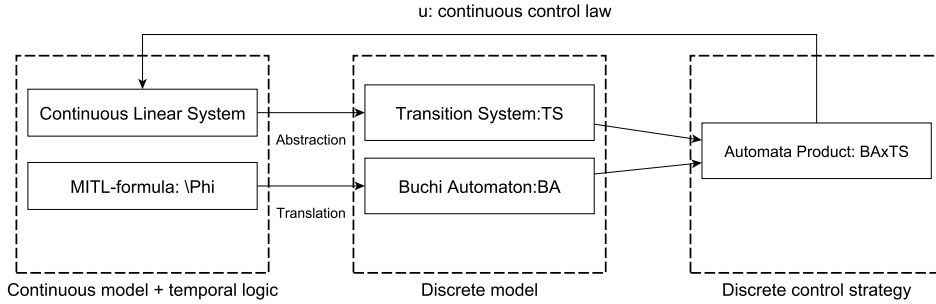 u: continuous control law
Continuous Linear System
Abstraction
Transition System:TS
Automata Product: BAxTS
MITL-formula: \Phi
Translation
Buchi Automaton:BA
Continuous model + temporal logic
Discrete model
Discrete control strategy